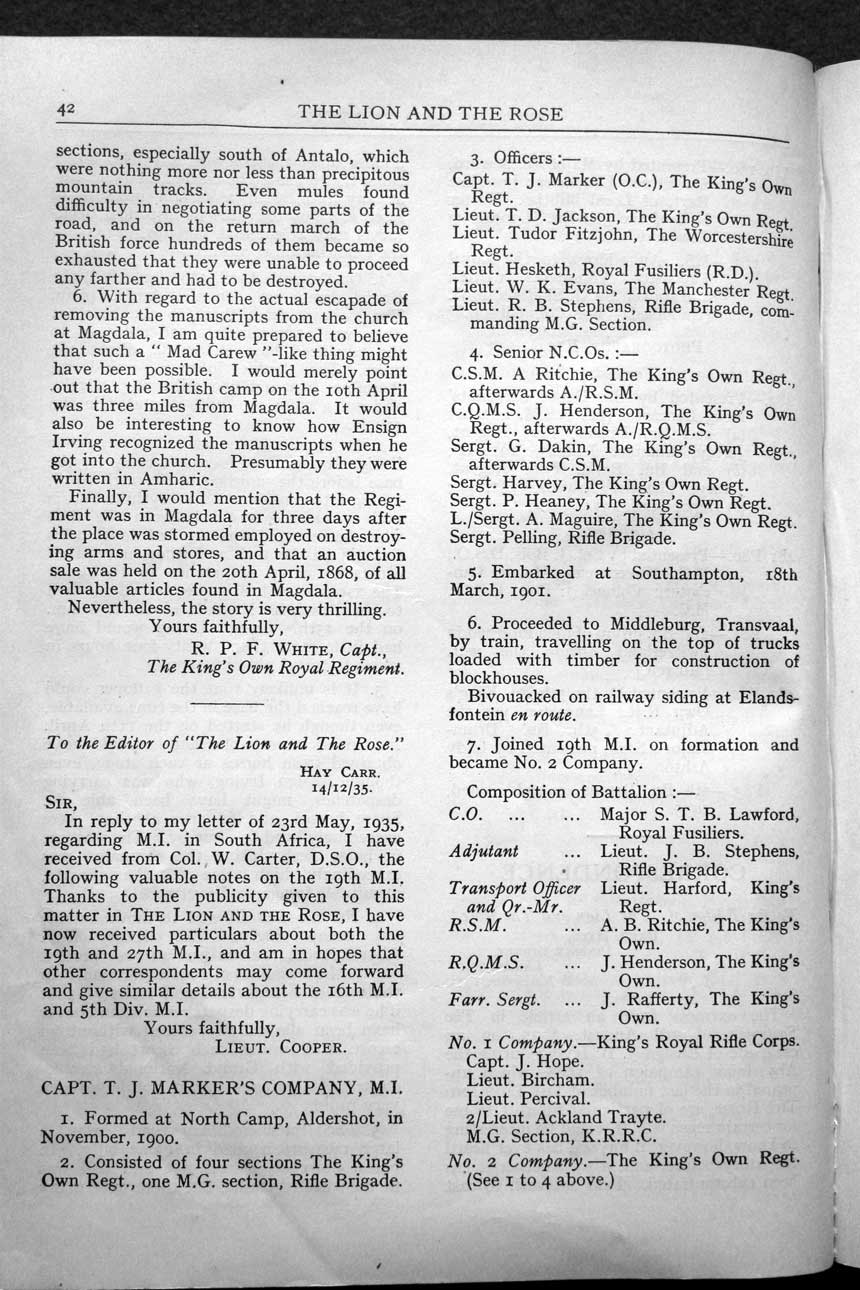 42
THE LION AND THE ROSE
sections, especially south of Antalo, which
were nothing more nor less than precipitous
mountain tracks. Even mules found
difficulty in negotiating some parts of the
road, and on the return march of the
British force hundreds of them became so
exhausted that they were unable to proceed
any farther and had to be destroyed.
6. With regard to the actual escapade of
removing the manuscripts from the church
at Magdala, I am quite prepared to believe
that such a " Mad Carew "-like thing might
have been possible. I would merely point
out that the British camp on the 10th April
was three miles from Magdala. It would
also be interesting to know how Ensign
Irving recognized the manuscripts when he
got into the church. Presumably they were
written in Amharic.
Finally, I would mention that the Regi-
ment was in Magdala for three days after
the place was stormed employed on destroy-
ing arms and stores, and that an auction
sale was held on the 20th April, 1868, of all
valuable articles found in Magdala.
Nevertheless, the story is very thrilling.
Yours faithfully,
R. P. F. WHITE, Capt.,
The King's Own Royal Regiment.
To the Editor of "The Lion and The Rose."
HAY CARR.
14/12/35.
SIR,
In reply to my letter of 23rd May, 1935,
regarding M.I. in South Africa, I have
received from Col. W. Carter, D.S.O., the
following valuable notes on the 19th M.I.
Thanks to the publicity given to this
matter in THE LION AND THE ROSE, I have
now received particulars about both the
19th and 27th M.I., and am in hopes that
other correspondents may come forward
and give similar details about the 16th M.I.
and 5th Div. M.I.
Yours faithfully,
LIEUT. COOPER.
CAPT. T. J. MARKER'S COMPANY, M.I.
1. Formed at North Camp, Aldershot, in
November, 1900.
2. Consisted of four sections The King's
Own Regt., one M.G. section, Rifle Brigade.
3. Officers :—
Capt. T. J. Marker (O.C.), The King's Own
Regt.
Lieut. T. D. Jackson, The King's Own Regt.
Lieut. Tudor Fitzjohn, The Worcestershire
Regt.
Lieut. Hesketh, Royal Fusiliers (R.D.).
Lieut. W. K. Evans, The Manchester Regt.
Lieut. R. B. Stephens, Rifle Brigade, com-
manding M.G. Section.
4. Senior N.C.Os. :—
C.S.M. A Ritchie, The King's Own Regt.,
afterwards A./R.S.M.
C.Q.M.S. J. Henderson, The King's Own
Regt., afterwards A./R.Q.M.S.
Sergt. G. Dakin, The King's Own Regt.,
afterwards C.S.M.
Sergt. Harvey, The King's Own Regt.
Sergt. P. Heaney, The King's Own Regt.
L./Sergt. A. Maguire, The King's Own Regt.
Sergt. Pelling, Rifle Brigade.
5. Embarked at Southampton, 18th
March, 1901.
6. Proceeded to Middleburg, Transvaal,
by train, travelling on the top of trucks
loaded with timber for construction of
blockhouses.
Bivouacked on railway siding at Elands-
fontein en route.
7. Joined 19th M.I. on formation and
became No. 2 Company.
Composition of Battalion :—
C.O. ... ... Major S. T. B. Lawford,
Royal Fusiliers.
Adjutant ... Lieut. J. B. Stephens,
Rifle Brigade.
Transport Officer Lieut. Harford, King's
and Qr.-Mr. Regt.
R.S.M. ... A. B. Ritchie, The King's
Own.
R.Q.M.S. ... J. Henderson, The King's
Own.
Farr. Sergt. ... J. Rafferty, The King's
Own.
No. 1 Company.—King's Royal Rifle Corps.
Capt. J. Hope.
Lieut. Bircham.
Lieut. Percival.
2/Lieut. Ackland Trayte.
M.G. Section, K.R.R.C.
No. 2 Company.—The King's Own Regt.
(See 1 to 4 above.)